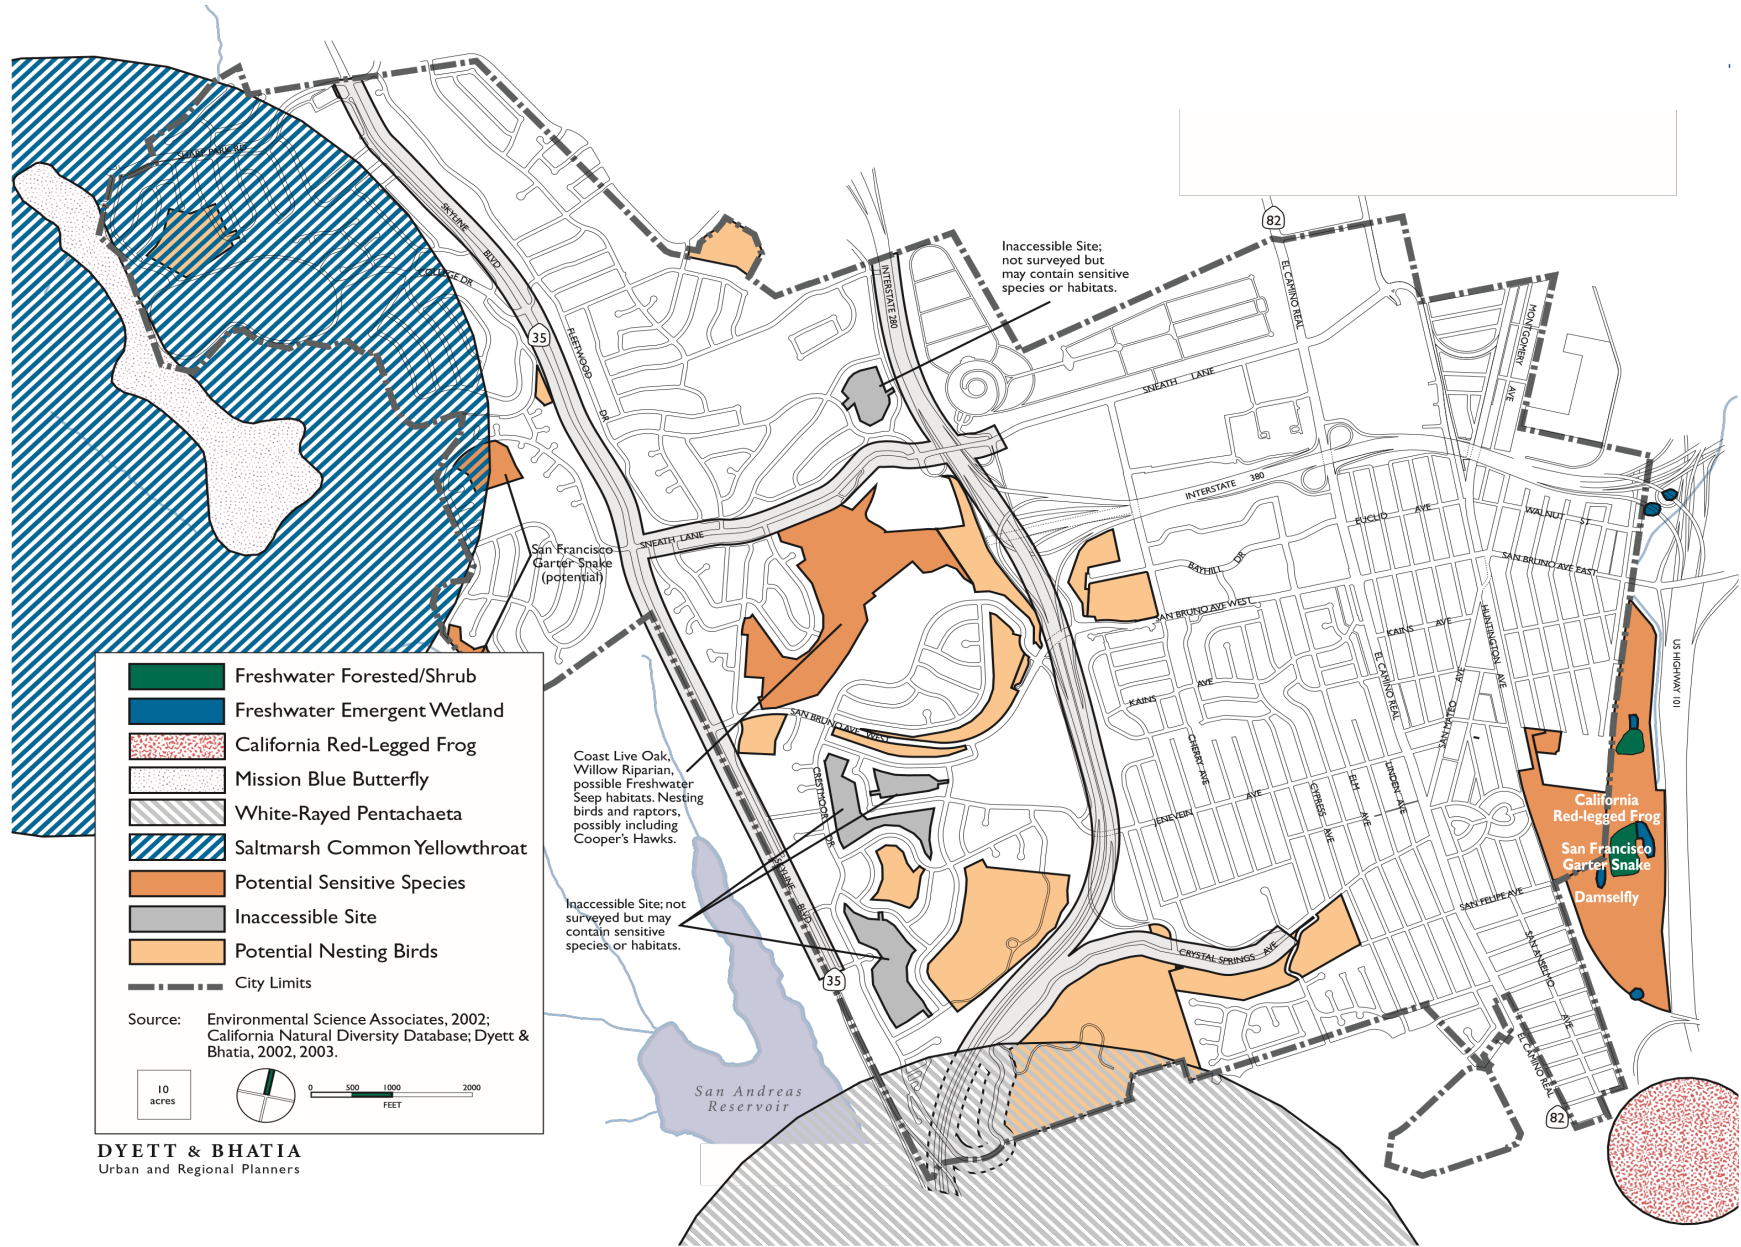 SHARP PARK RD
SKYLINE
BLVD
COLLEGE DR
35
FLEETWOOD
DR
INTERSTATE 280
Inaccessible Site;
not surveyed but
may contain sensitive
species or habitats.
82
EL CAMINO REAL
MONTGOMERY
AVE
SNEATH LANE
INTERSTATE 380
EUCLID AVE
WALNUT ST
SAN BRUNO AVE EAST
SNEATH LANE
San Francisco
Garter Snake
(potential)
BAYHILL DR
SAN BRUNO AVE WEST
KAINS AVE
HUNTINGTON AVE
EL CAMINO REAL
KAINS AVE
SAN MATEO AVE
US HIGHWAY 101
SAN BRUNO AVE WEST
CHERRY AVE
Coast Live Oak,
Willow Riparian,
possible Freshwater
Seep habitats. Nesting
birds and raptors,
possibly including
Cooper's Hawks.
CRESTMOOR DR
JENEVEIN AVE
CYPRESS AVE
ELM AVE
LINDEN AVE
California
Red-legged Frog
San Francisco
Garter Snake
Damselfly
SKYLINE BLVD
Inaccessible Site; not
surveyed but may
contain sensitive
species or habitats.
SAN FELIPE AVE
SAN ANSELMO
AVE
CRYSTAL SPRINGS AVE
35
EL CAMINO REAL
82
San Andreas
Reservoir
Freshwater Forested/Shrub
Freshwater Emergent Wetland
California Red-Legged Frog
Mission Blue Butterfly
White-Rayed Pentachaeta
Saltmarsh Common Yellowthroat
Potential Sensitive Species
Inaccessible Site
Potential Nesting Birds
City Limits
Source: Environmental Science Associates, 2002;
California Natural Diversity Database; Dyett &
Bhatia, 2002, 2003.
10
acres
0 500 1000 2000
FEET
DYETT & BHATIA
Urban and Regional Planners